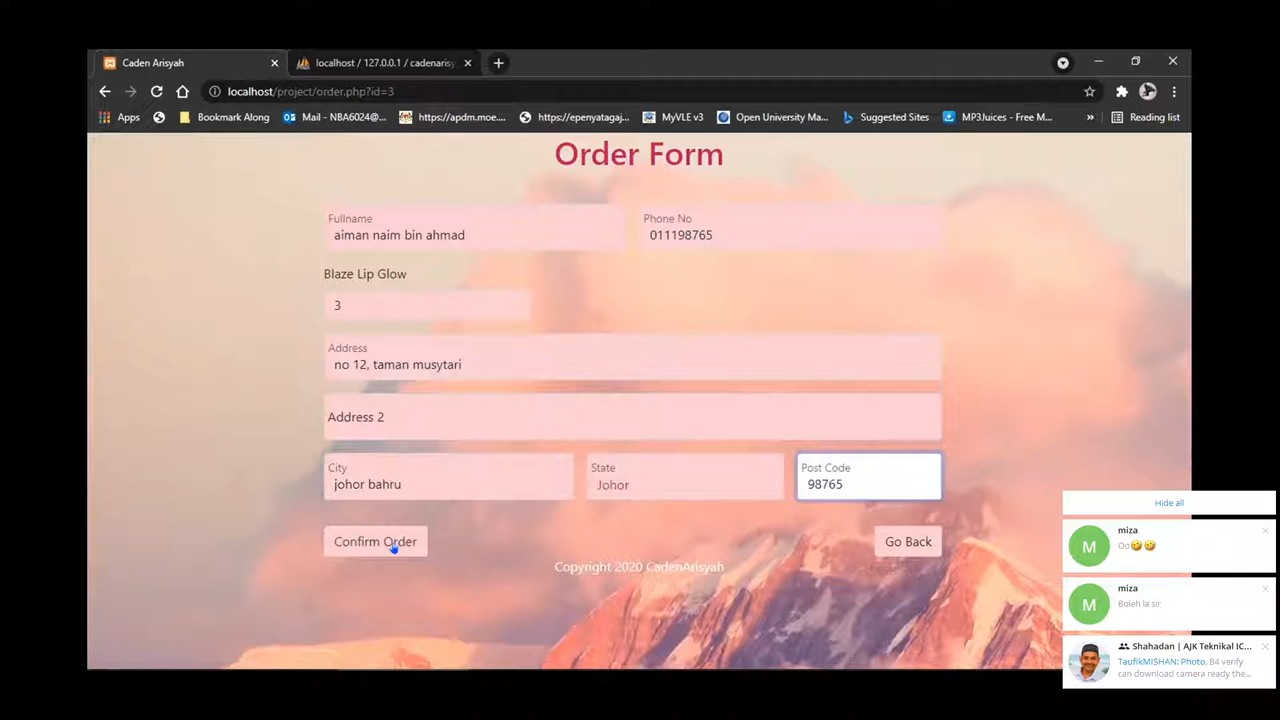 Caden Arisyah
localhost / 127.0.0.1 / cadenarisy
localhost/project/order.php?id=3
Apps
Bookmark Along
Mail - NBA6024@...
https://apdm.moe....
https://epenyatagaj...
MyVLE v3
Open University Ma...
Suggested Sites
MP3Juices - Free M...
»
Reading list
Order Form
Fullname
aiman naim bin ahmad
Phone No
011198765
Blaze Lip Glow
3
Address
no 12, taman musytari
Address 2
City
johor bahru
State
Johor
Post Code
98765
Confirm Order
Go Back
Copyright 2020 CadenArisyah
Hide all
M
miza
Oo🤣🤣
M
miza
Boleh la sir
Shahadan | AJK Teknikal IC...
TaufikMISHAN: Photo, B4 verify
can download camera ready the...